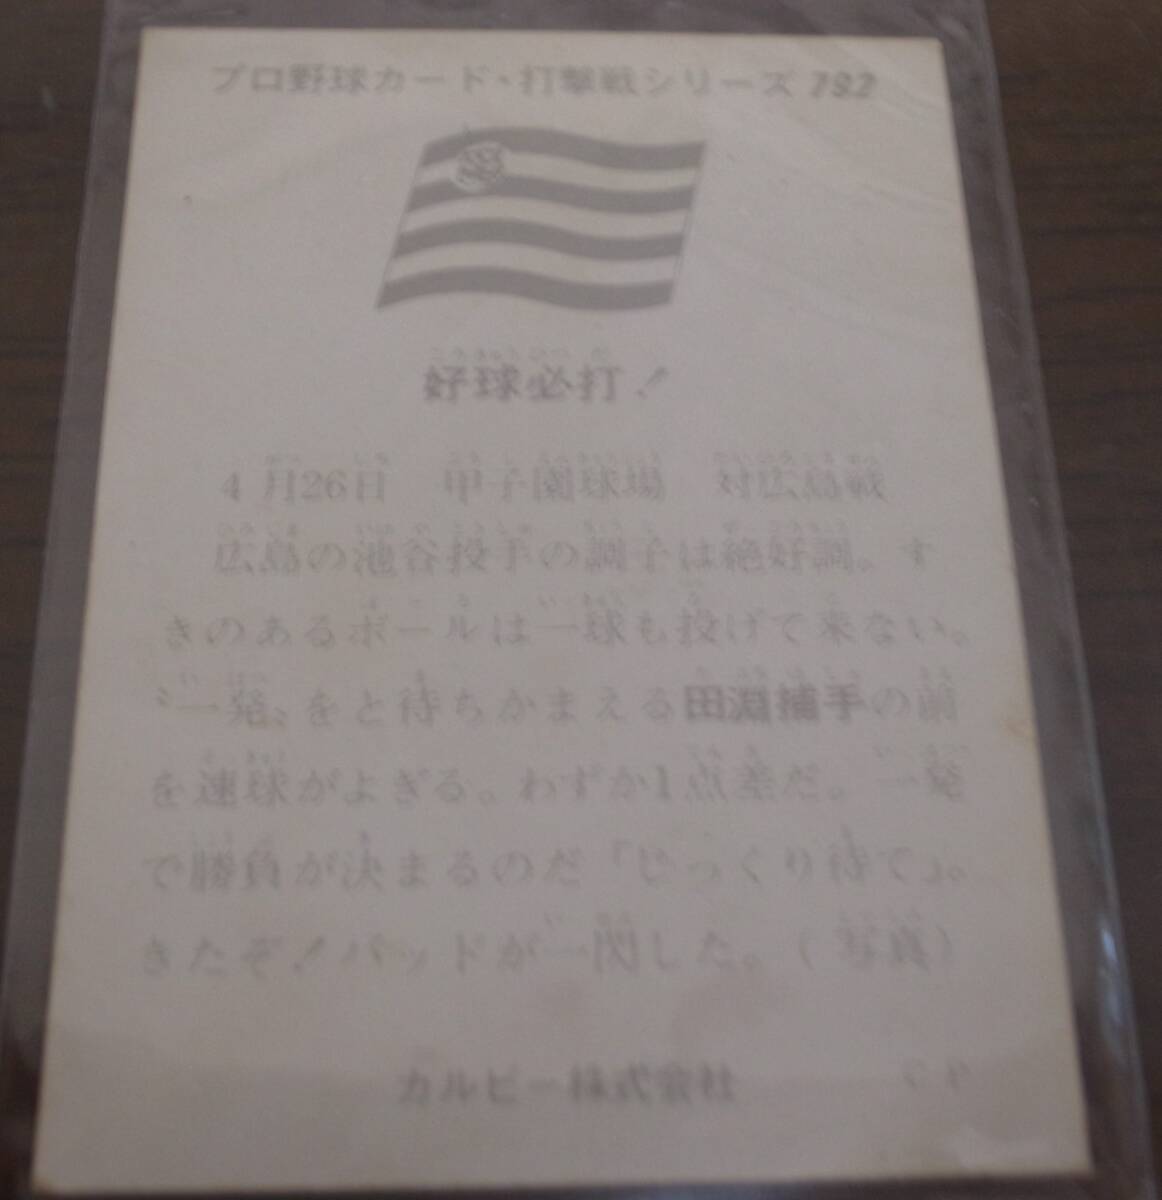 プロ野球カード・打撃戦シリーズ 792
好球必打!
4月26日 甲子園球場 対広島戦
広島の池谷投手の調子は絶好調。す
きのあるボールは一球も投げて来ない。
〝一発〟をと待ちかまえる田淵捕手の前
を速球がよぎる。わずか1点差だ。一発
で勝負が決まるのだ「じっくり待て」。
きたぞ!バッドが一閃した。(写真)
カルビー株式会社